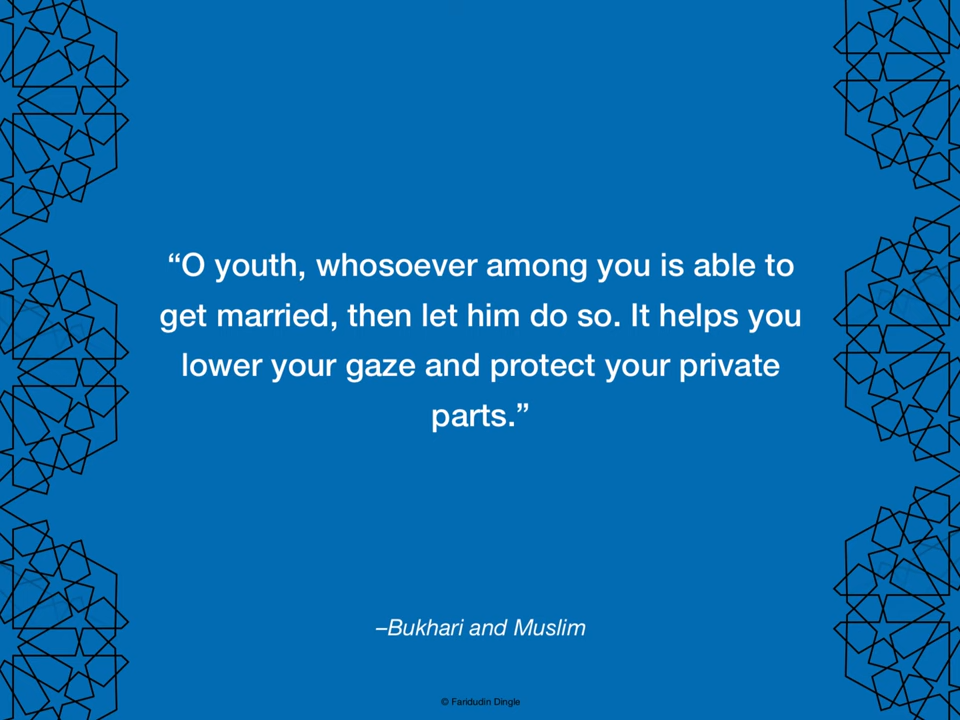 “O youth, whosoever among you is able to
get married, then let him do so. It helps you
lower your gaze and protect your private
parts.”
–Bukhari and Muslim
© Faridudin Dingle